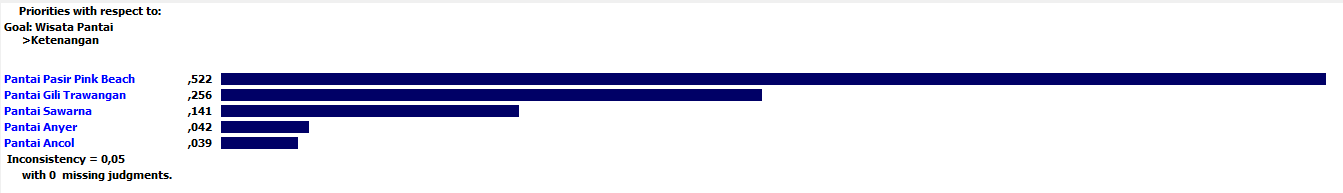 Priorities with respect to:
Goal: Wisata Pantai
>Ketenangan
Pantai Pasir Pink Beach ,522
Pantai Gili Trawangan ,256
Pantai Sawarna ,141
Pantai Anyer ,042
Pantai Ancol ,039
Inconsistency = 0,05
with 0 missing judgments.